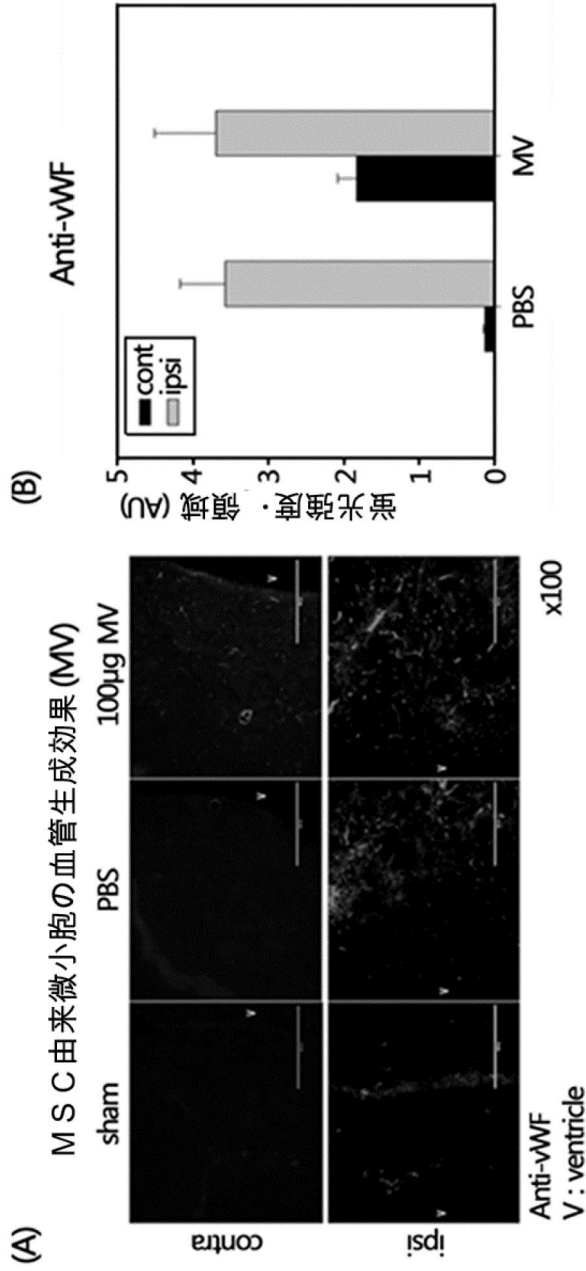 (A)
MSC由来微小胞の血管生成効果 (MV)
sham
PBS
100μg MV
contra
ipsi
Anti-vWF
V : ventricle
x100
(B)
Anti-vWF
cont
ipsi
蛍光強度・領域 (AU)
5
4
3
2
1
0
PBS
MV